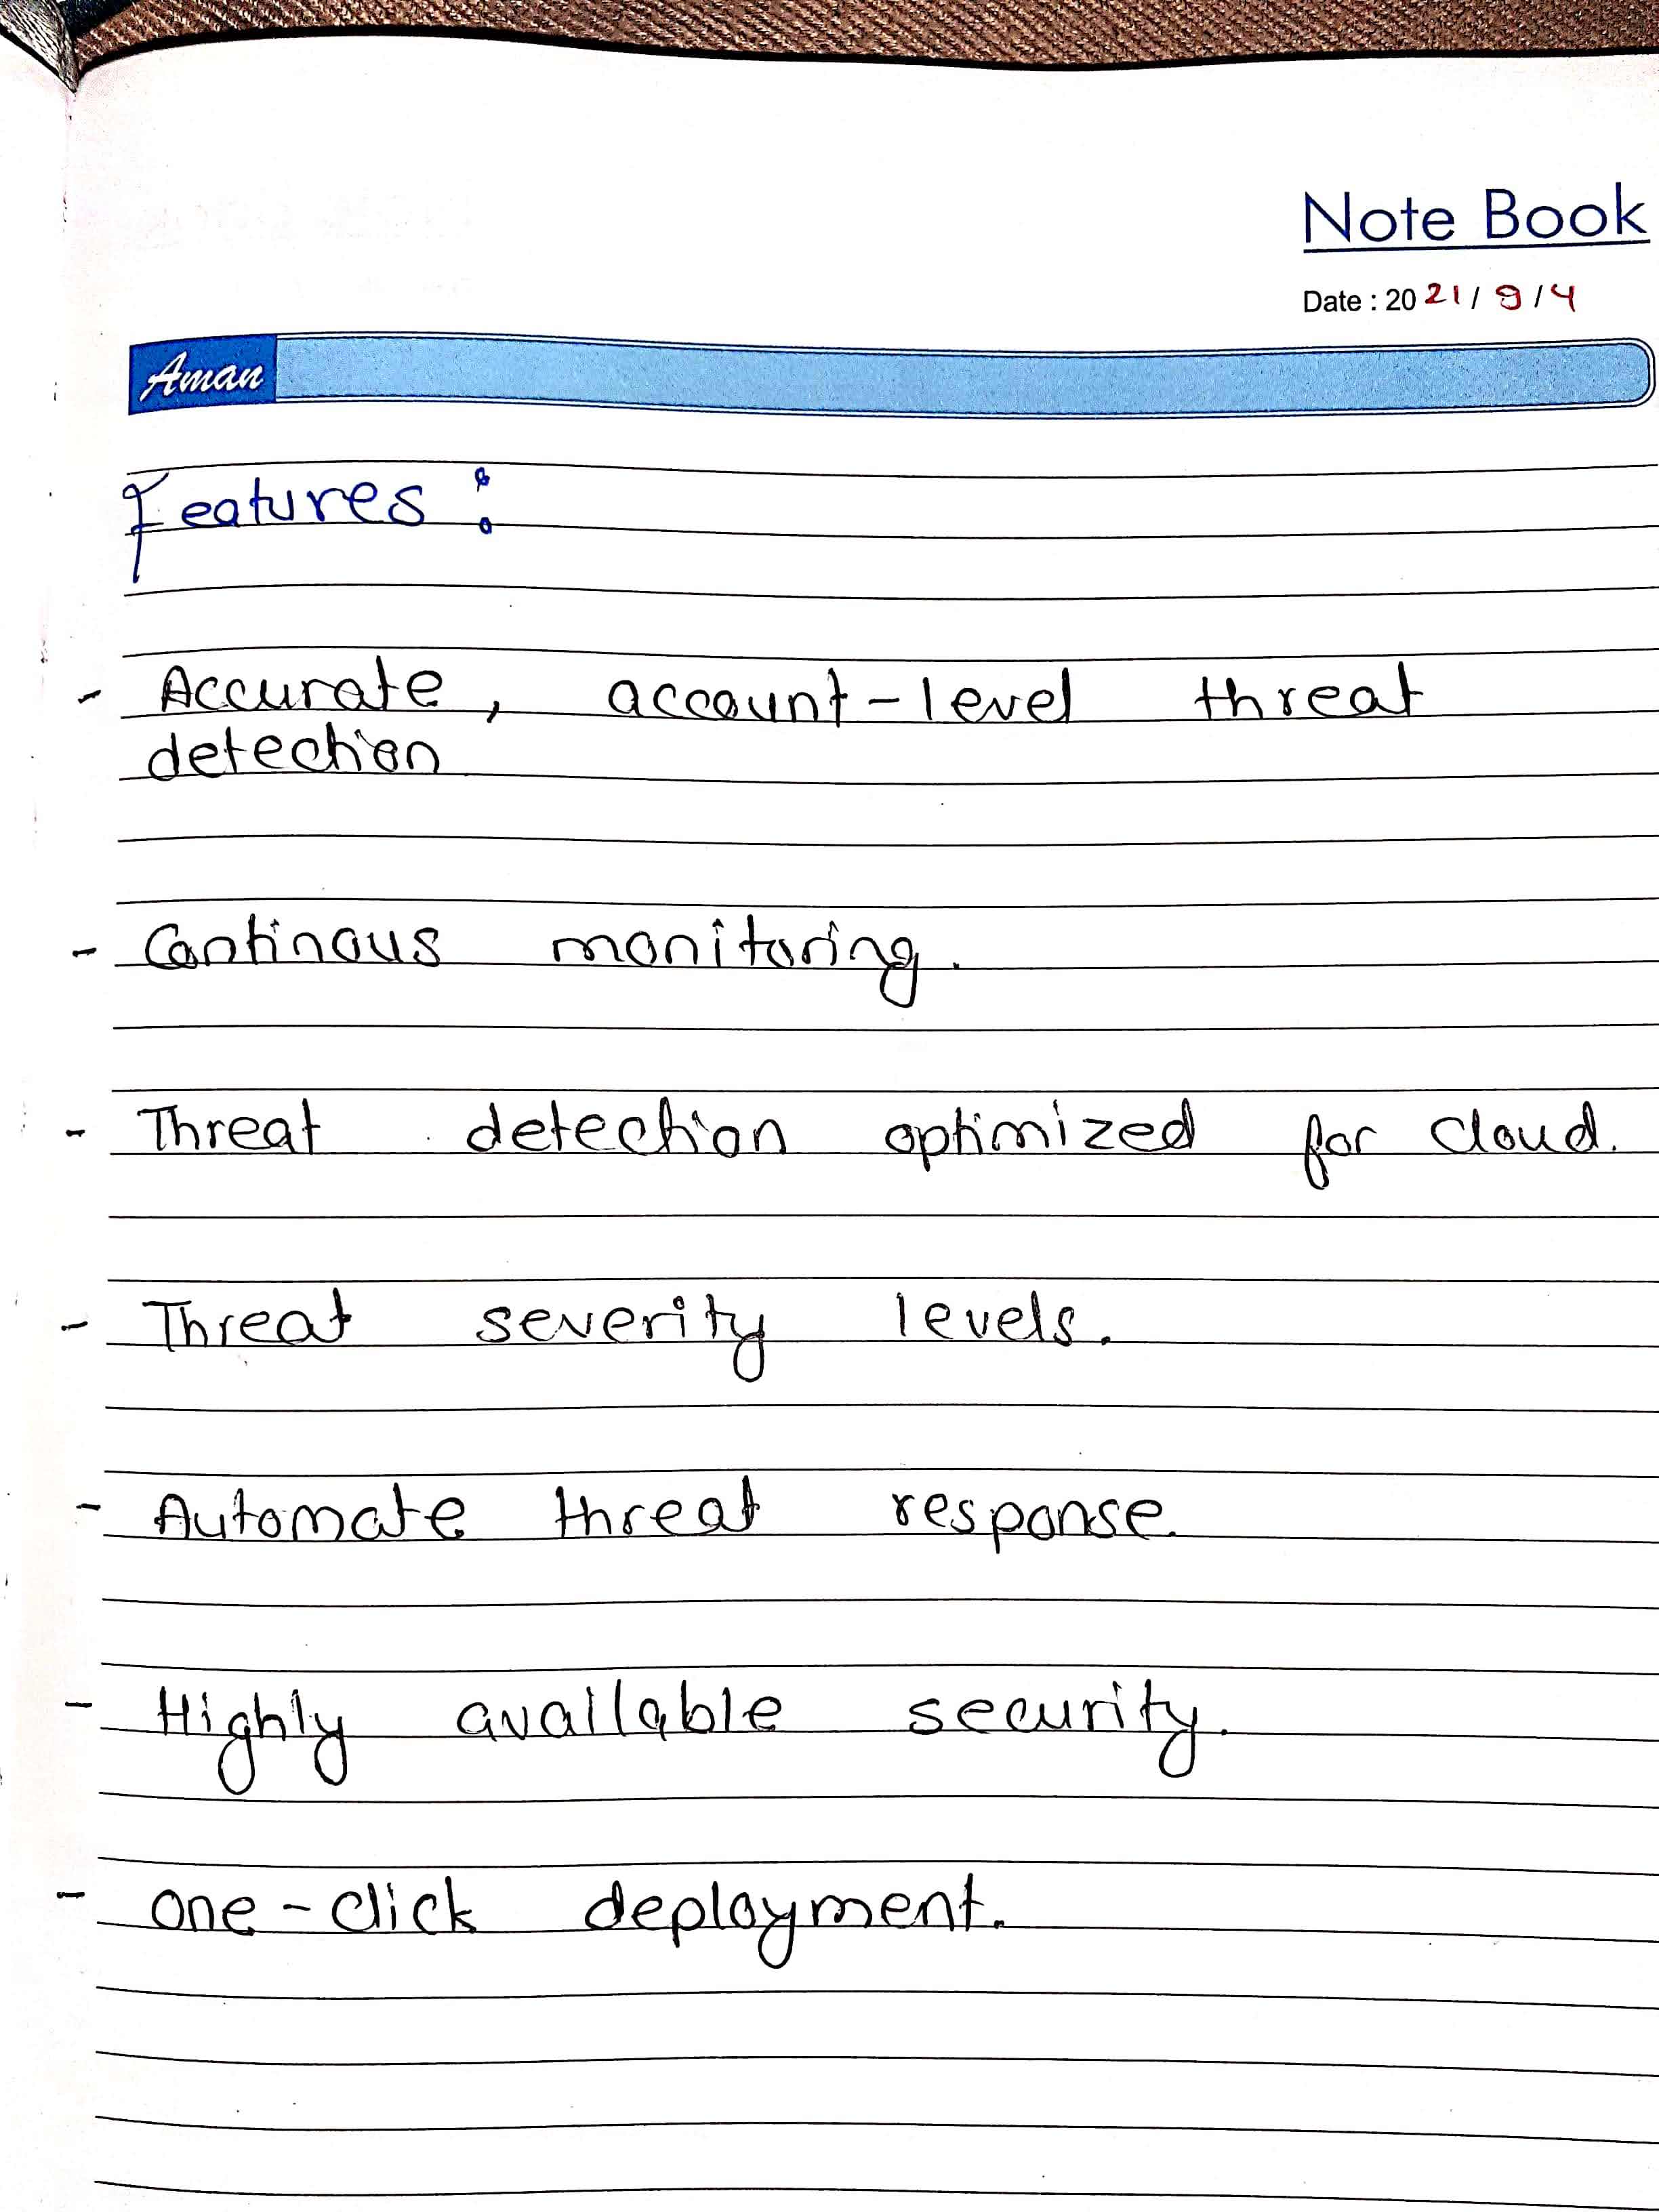 Note Book
Date : 2021/9/4
Aman
Features :
- Accurate, account-level threat
detection
- Continous monitoring.
- Threat detection optimized for cloud.
- Threat severity levels.
- Automate threat response.
- Highly available security.
- one-click deployment.